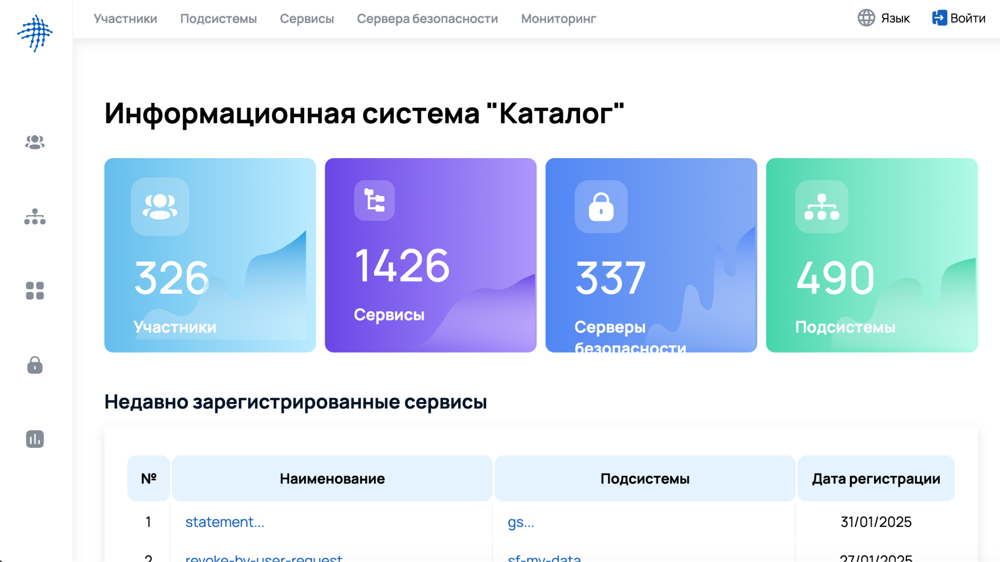 Участники Подсистемы Сервисы Сервера безопасности Мониторинг Язык Войти
Информационная система "Каталог"
326
Участники
1426
Сервисы
337
Серверы
безопасности
490
Подсистемы
Недавно зарегистрированные сервисы
№ Наименование Подсистемы Дата регистрации
1 statement... gs... 31/01/2025
2 revoke-by-user-request sf-my-data 27/01/2025